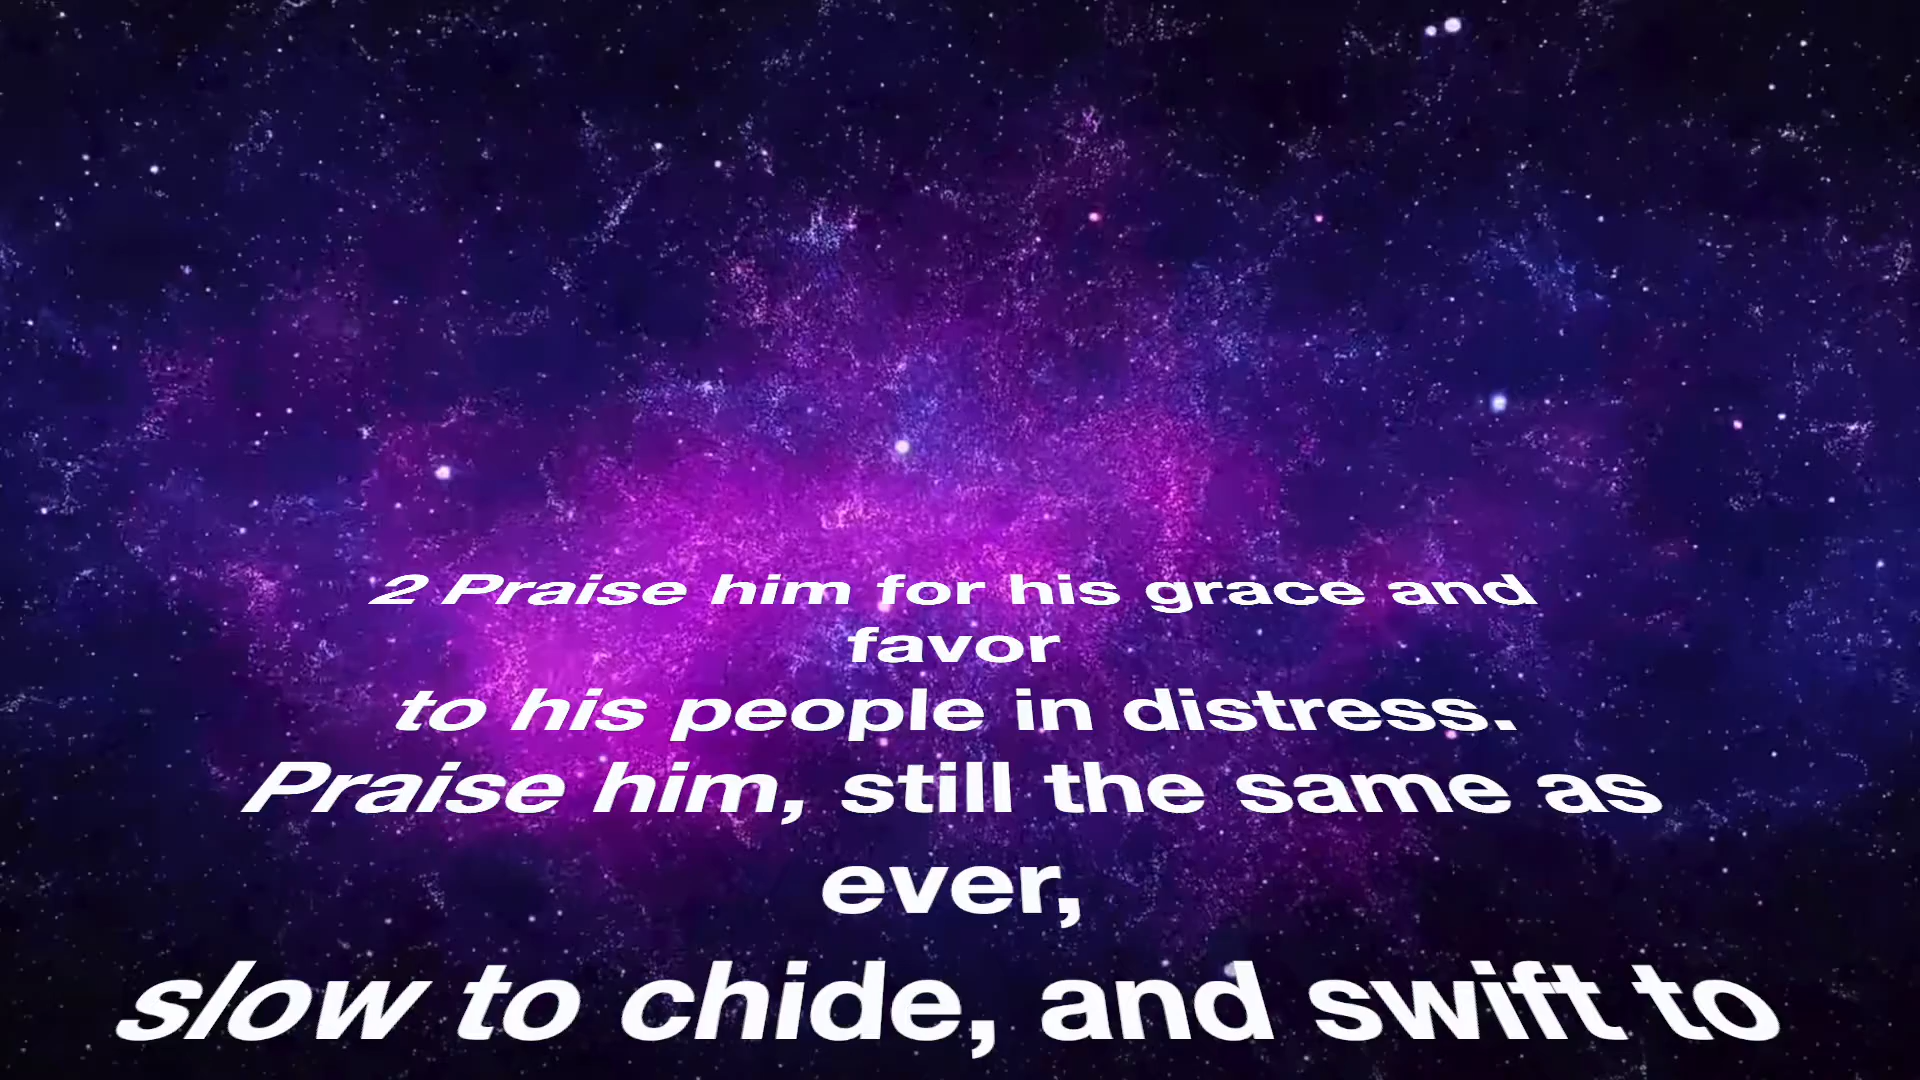 2 Praise him for his grace and
favor
to his people in distress.
Praise him, still the same as
ever,
slow to chide, and swift to